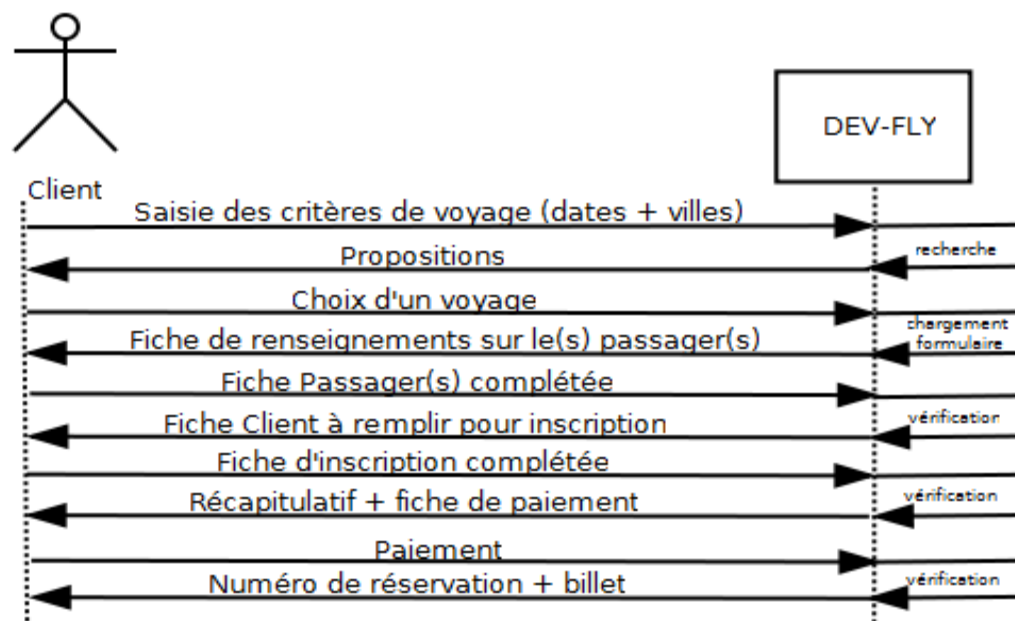 DEV-FLY
Client
Saisie des critères de voyage (dates + villes)
Propositions
recherche
Choix d'un voyage
chargement
formulaire
Fiche de renseignements sur le(s) passager(s)
Fiche Passager(s) complétée
Fiche Client à remplir pour inscription
vérification
Fiche d'inscription complétée
Récapitulatif + fiche de paiement
vérification
Paiement
Numéro de réservation + billet
vérification